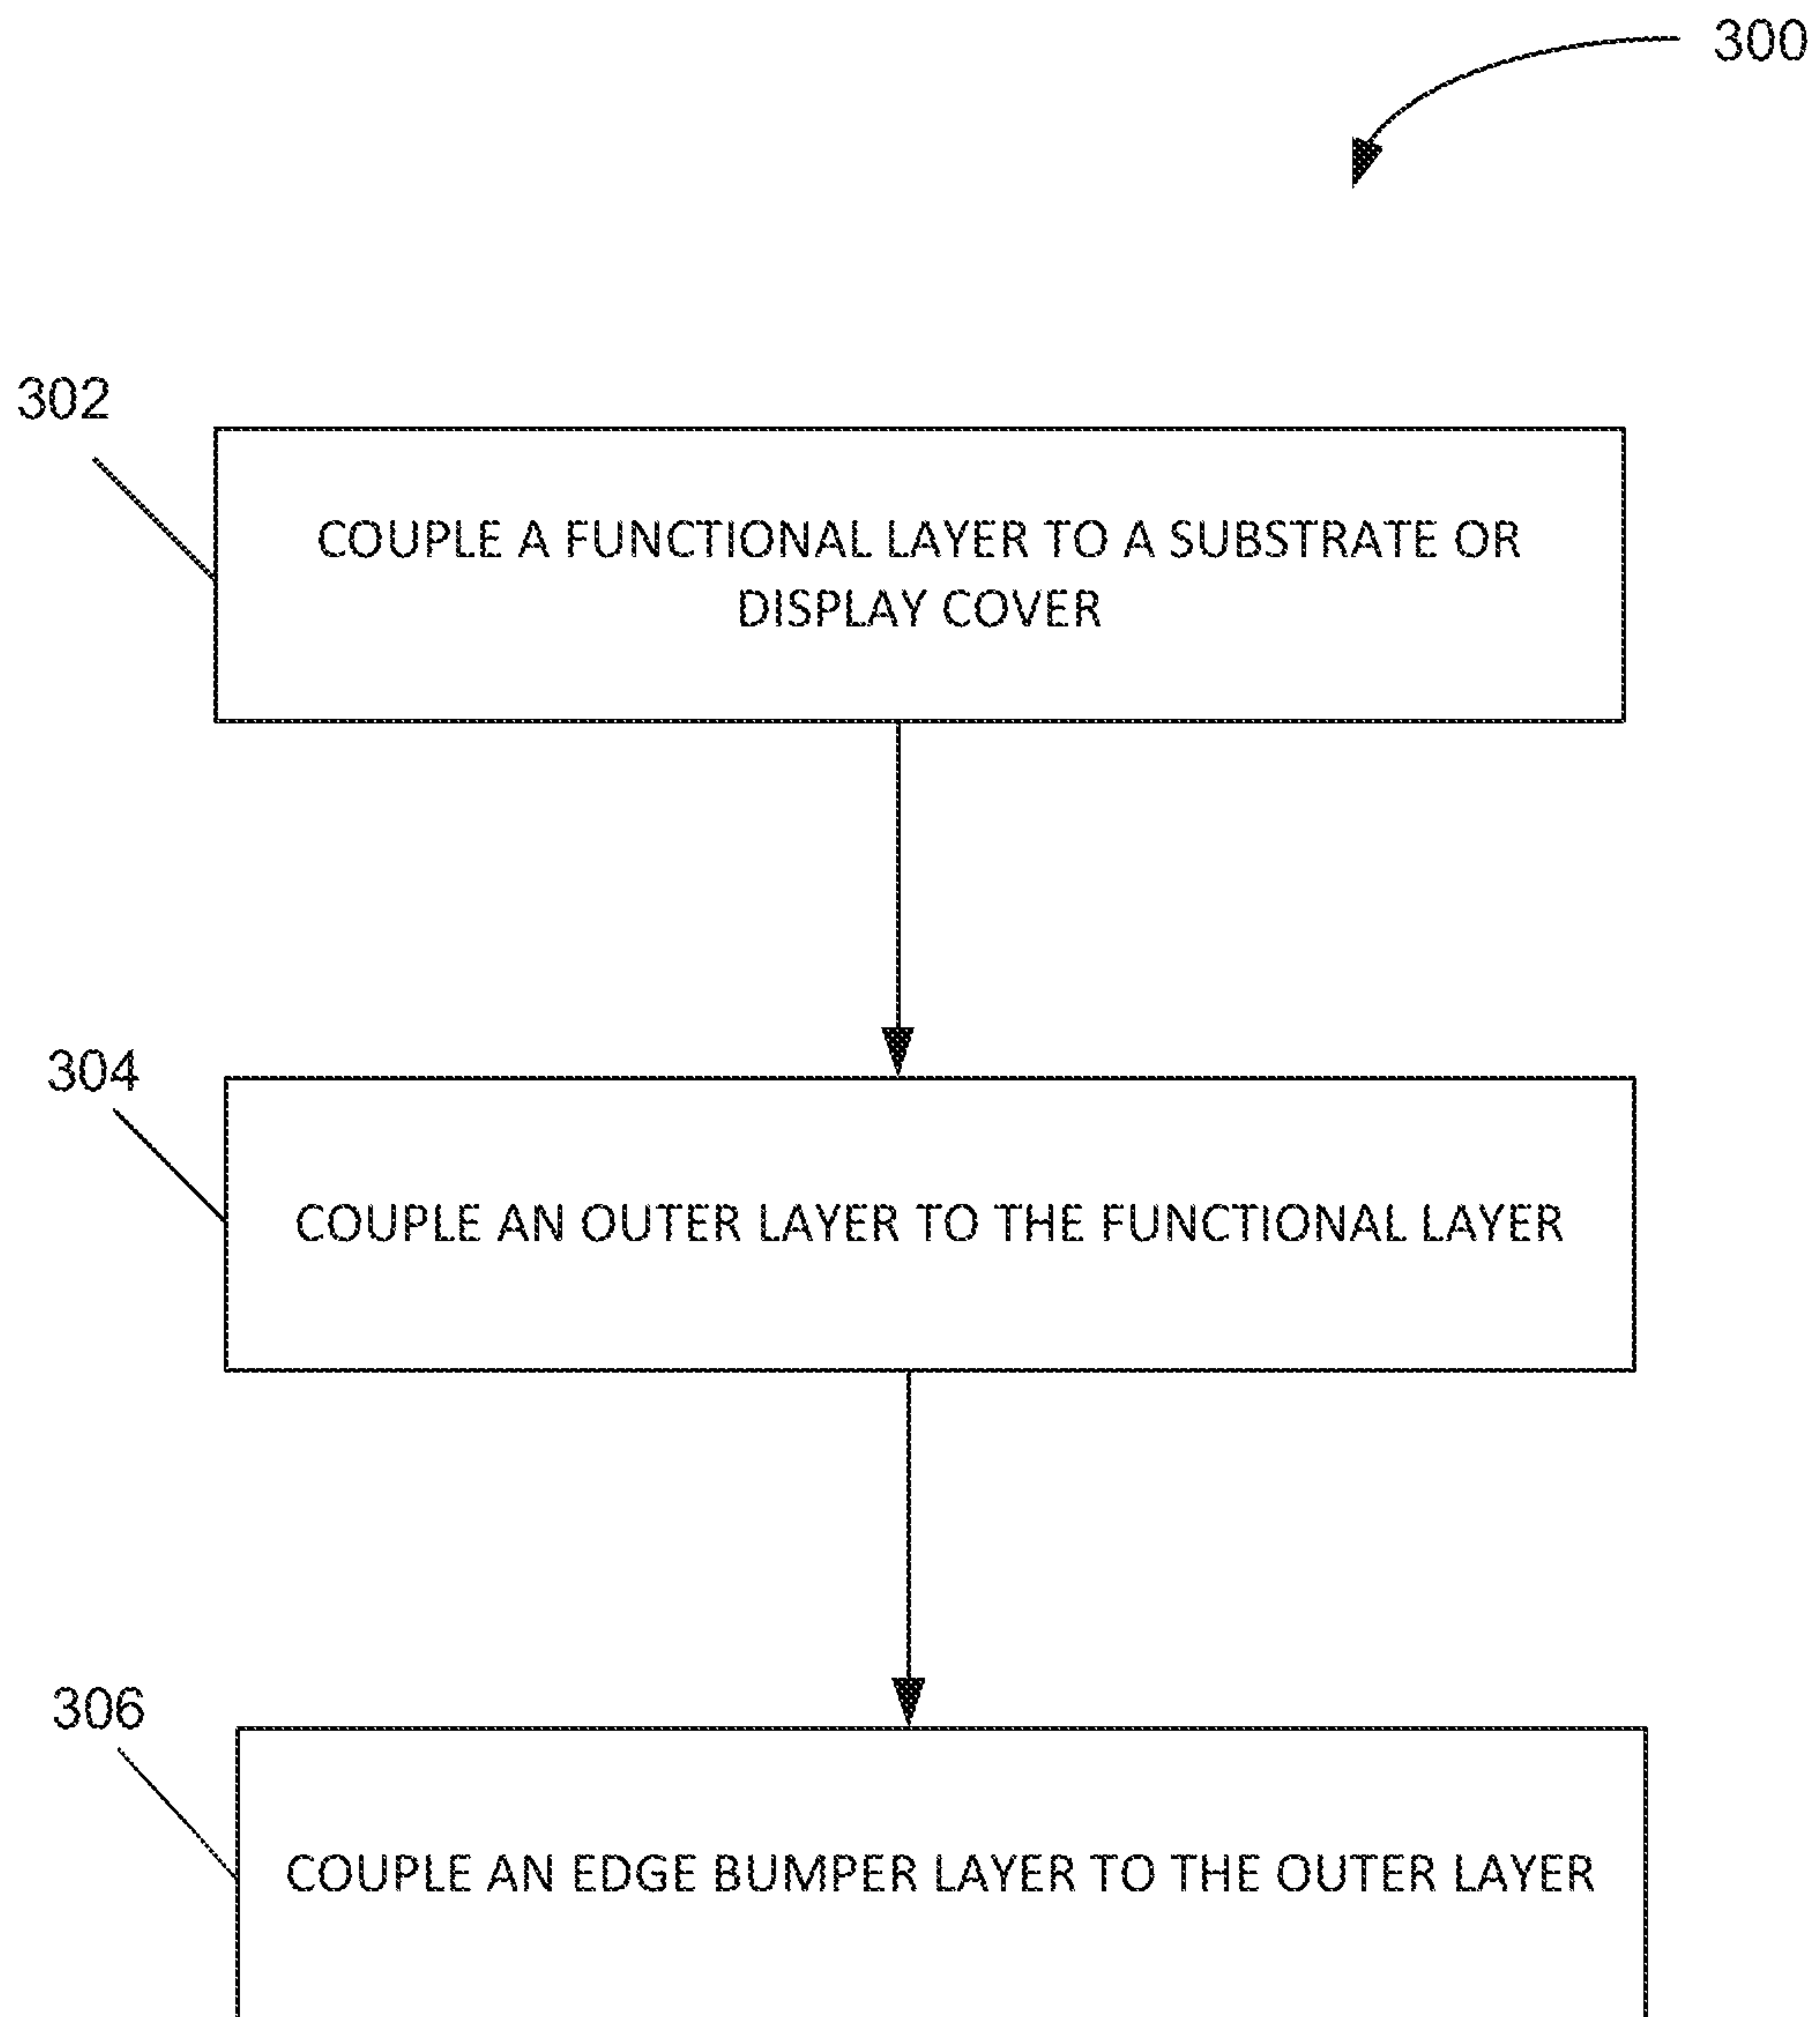 300
302
COUPLE A FUNCTIONAL LAYER TO A SUBSTRATE OR
DISPLAY COVER
304
COUPLE AN OUTER LAYER TO THE FUNCTIONAL LAYER
306
COUPLE AN EDGE BUMPER LAYER TO THE OUTER LAYER